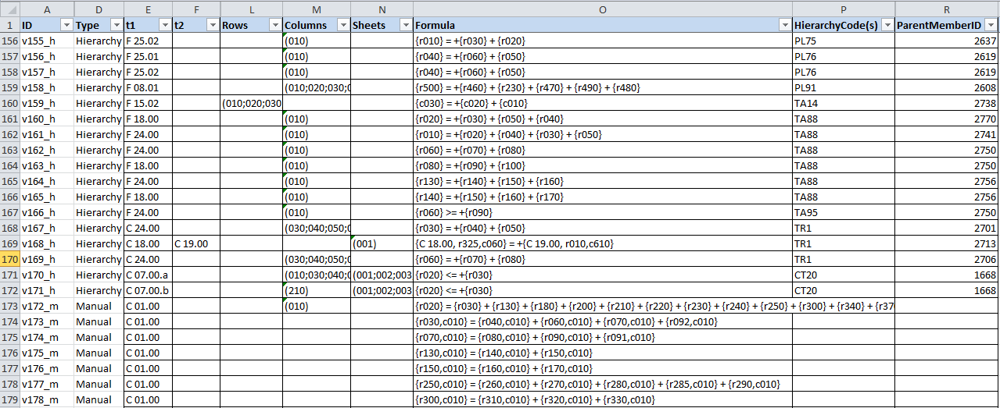 A D E F L M N O P R
1 ID Type t1 t2 Rows Columns Sheets Formula HierarchyCode(s) ParentMemberID
156 v155_h Hierarchy F 25.02 (010) {r010} = +{r030} + {r020} PL75 2637
157 v156_h Hierarchy F 25.01 (010) {r040} = +{r060} + {r050} PL76 2619
158 v157_h Hierarchy F 25.02 (010) {r040} = +{r060} + {r050} PL76 2619
159 v158_h Hierarchy F 08.01 (010;020;030;0 {r500} = +{r460} + {r230} + {r470} + {r490} + {r480} PL91 2608
160 v159_h Hierarchy F 15.02 (010;020;030 {c030} = +{c020} + {c010} TA14 2738
161 v160_h Hierarchy F 18.00 (010) {r020} = +{r030} + {r050} + {r040} TA88 2770
162 v161_h Hierarchy F 24.00 (010) {r010} = +{r020} + {r040} + {r030} + {r050} TA88 2741
163 v162_h Hierarchy F 24.00 (010) {r060} = +{r070} + {r080} TA88 2750
164 v163_h Hierarchy F 18.00 (010) {r080} = +{r090} + {r100} TA88 2750
165 v164_h Hierarchy F 24.00 (010) {r130} = +{r140} + {r150} + {r160} TA88 2756
166 v165_h Hierarchy F 18.00 (010) {r140} = +{r150} + {r160} + {r170} TA88 2756
167 v166_h Hierarchy F 24.00 (010) {r060} >= +{r090} TA95 2750
168 v167_h Hierarchy C 24.00 (030;040;050;0 {r030} = +{r040} + {r050} TR1 2701
169 v168_h Hierarchy C 18.00 C 19.00 (001) {C 18.00, r325,c060} = +{C 19.00, r010,c610} TR1 2713
170 v169_h Hierarchy C 24.00 (030;040;050;0 {r060} = +{r070} + {r080} TR1 2706
171 v170_h Hierarchy C 07.00.a (010;030;040;0 (001;002;003 {r020} <= +{r030} CT20 1668
172 v171_h Hierarchy C 07.00.b (210) (001;002;003 {r020} <= +{r030} CT20 1668
173 v172_m Manual C 01.00 (010) {r020} = {r030} + {r130} + {r180} + {r200} + {r210} + {r220} + {r230} + {r240} + {r250} + {r300} + {r340} + {r37
174 v173_m Manual C 01.00 {r030,c010} = {r040,c010} + {r060,c010} + {r070,c010} + {r092,c010}
175 v174_m Manual C 01.00 {r070,c010} = {r080,c010} + {r090,c010} + {r091,c010}
176 v175_m Manual C 01.00 {r130,c010} = {r140,c010} + {r150,c010}
177 v176_m Manual C 01.00 {r150,c010} = {r160,c010} + {r170,c010}
178 v177_m Manual C 01.00 {r250,c010} = {r260,c010} + {r270,c010} + {r280,c010} + {r285,c010} + {r290,c010}
179 v178_m Manual C 01.00 {r300,c010} = {r310,c010} + {r320,c010} + {r330,c010}